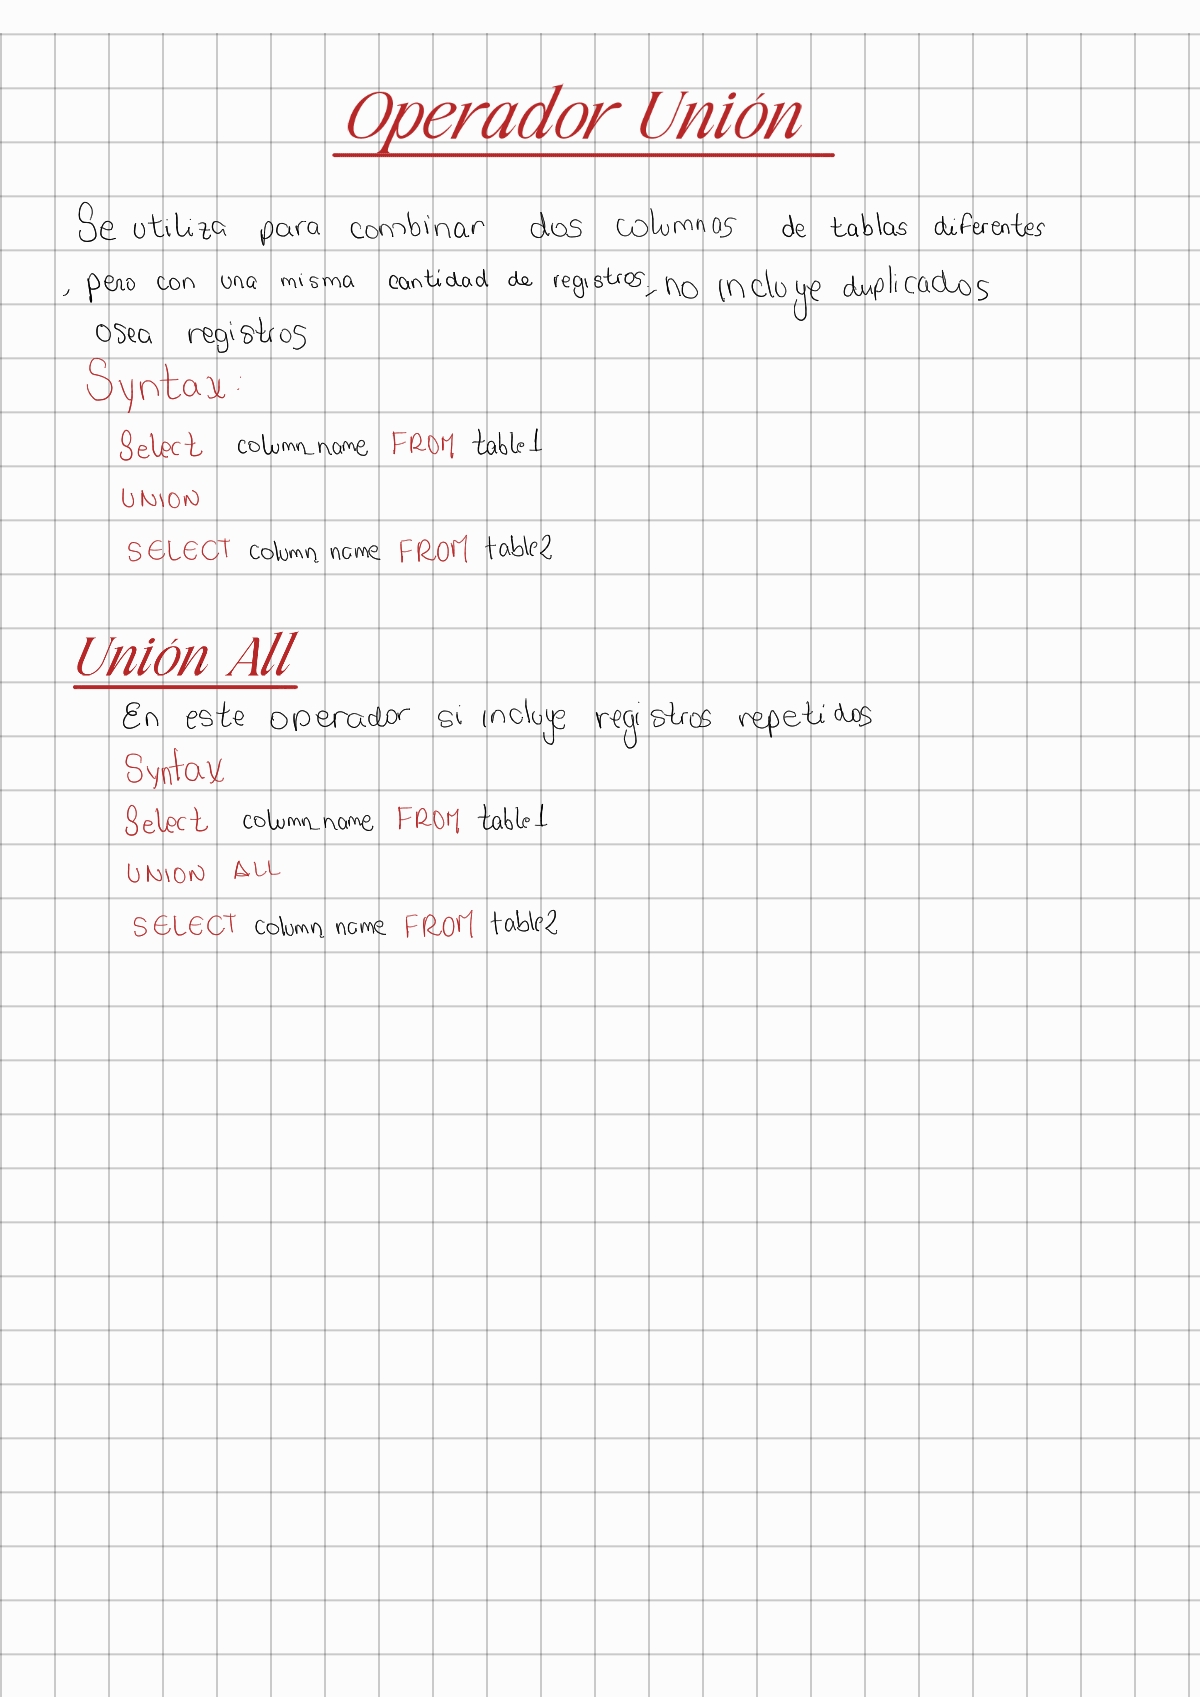 Operador Unión
Se utiliza para combinar dos columnas de tablas diferentes
, pero con una misma cantidad de registros, no incluye duplicados
osea registros
Syntax:
Select column_name FROM table1
UNION
SELECT column_name FROM table2
Unión All
En este operador si incluye registros repetidos
Syntax
Select column_name FROM table1
UNION ALL
SELECT column_name FROM table2